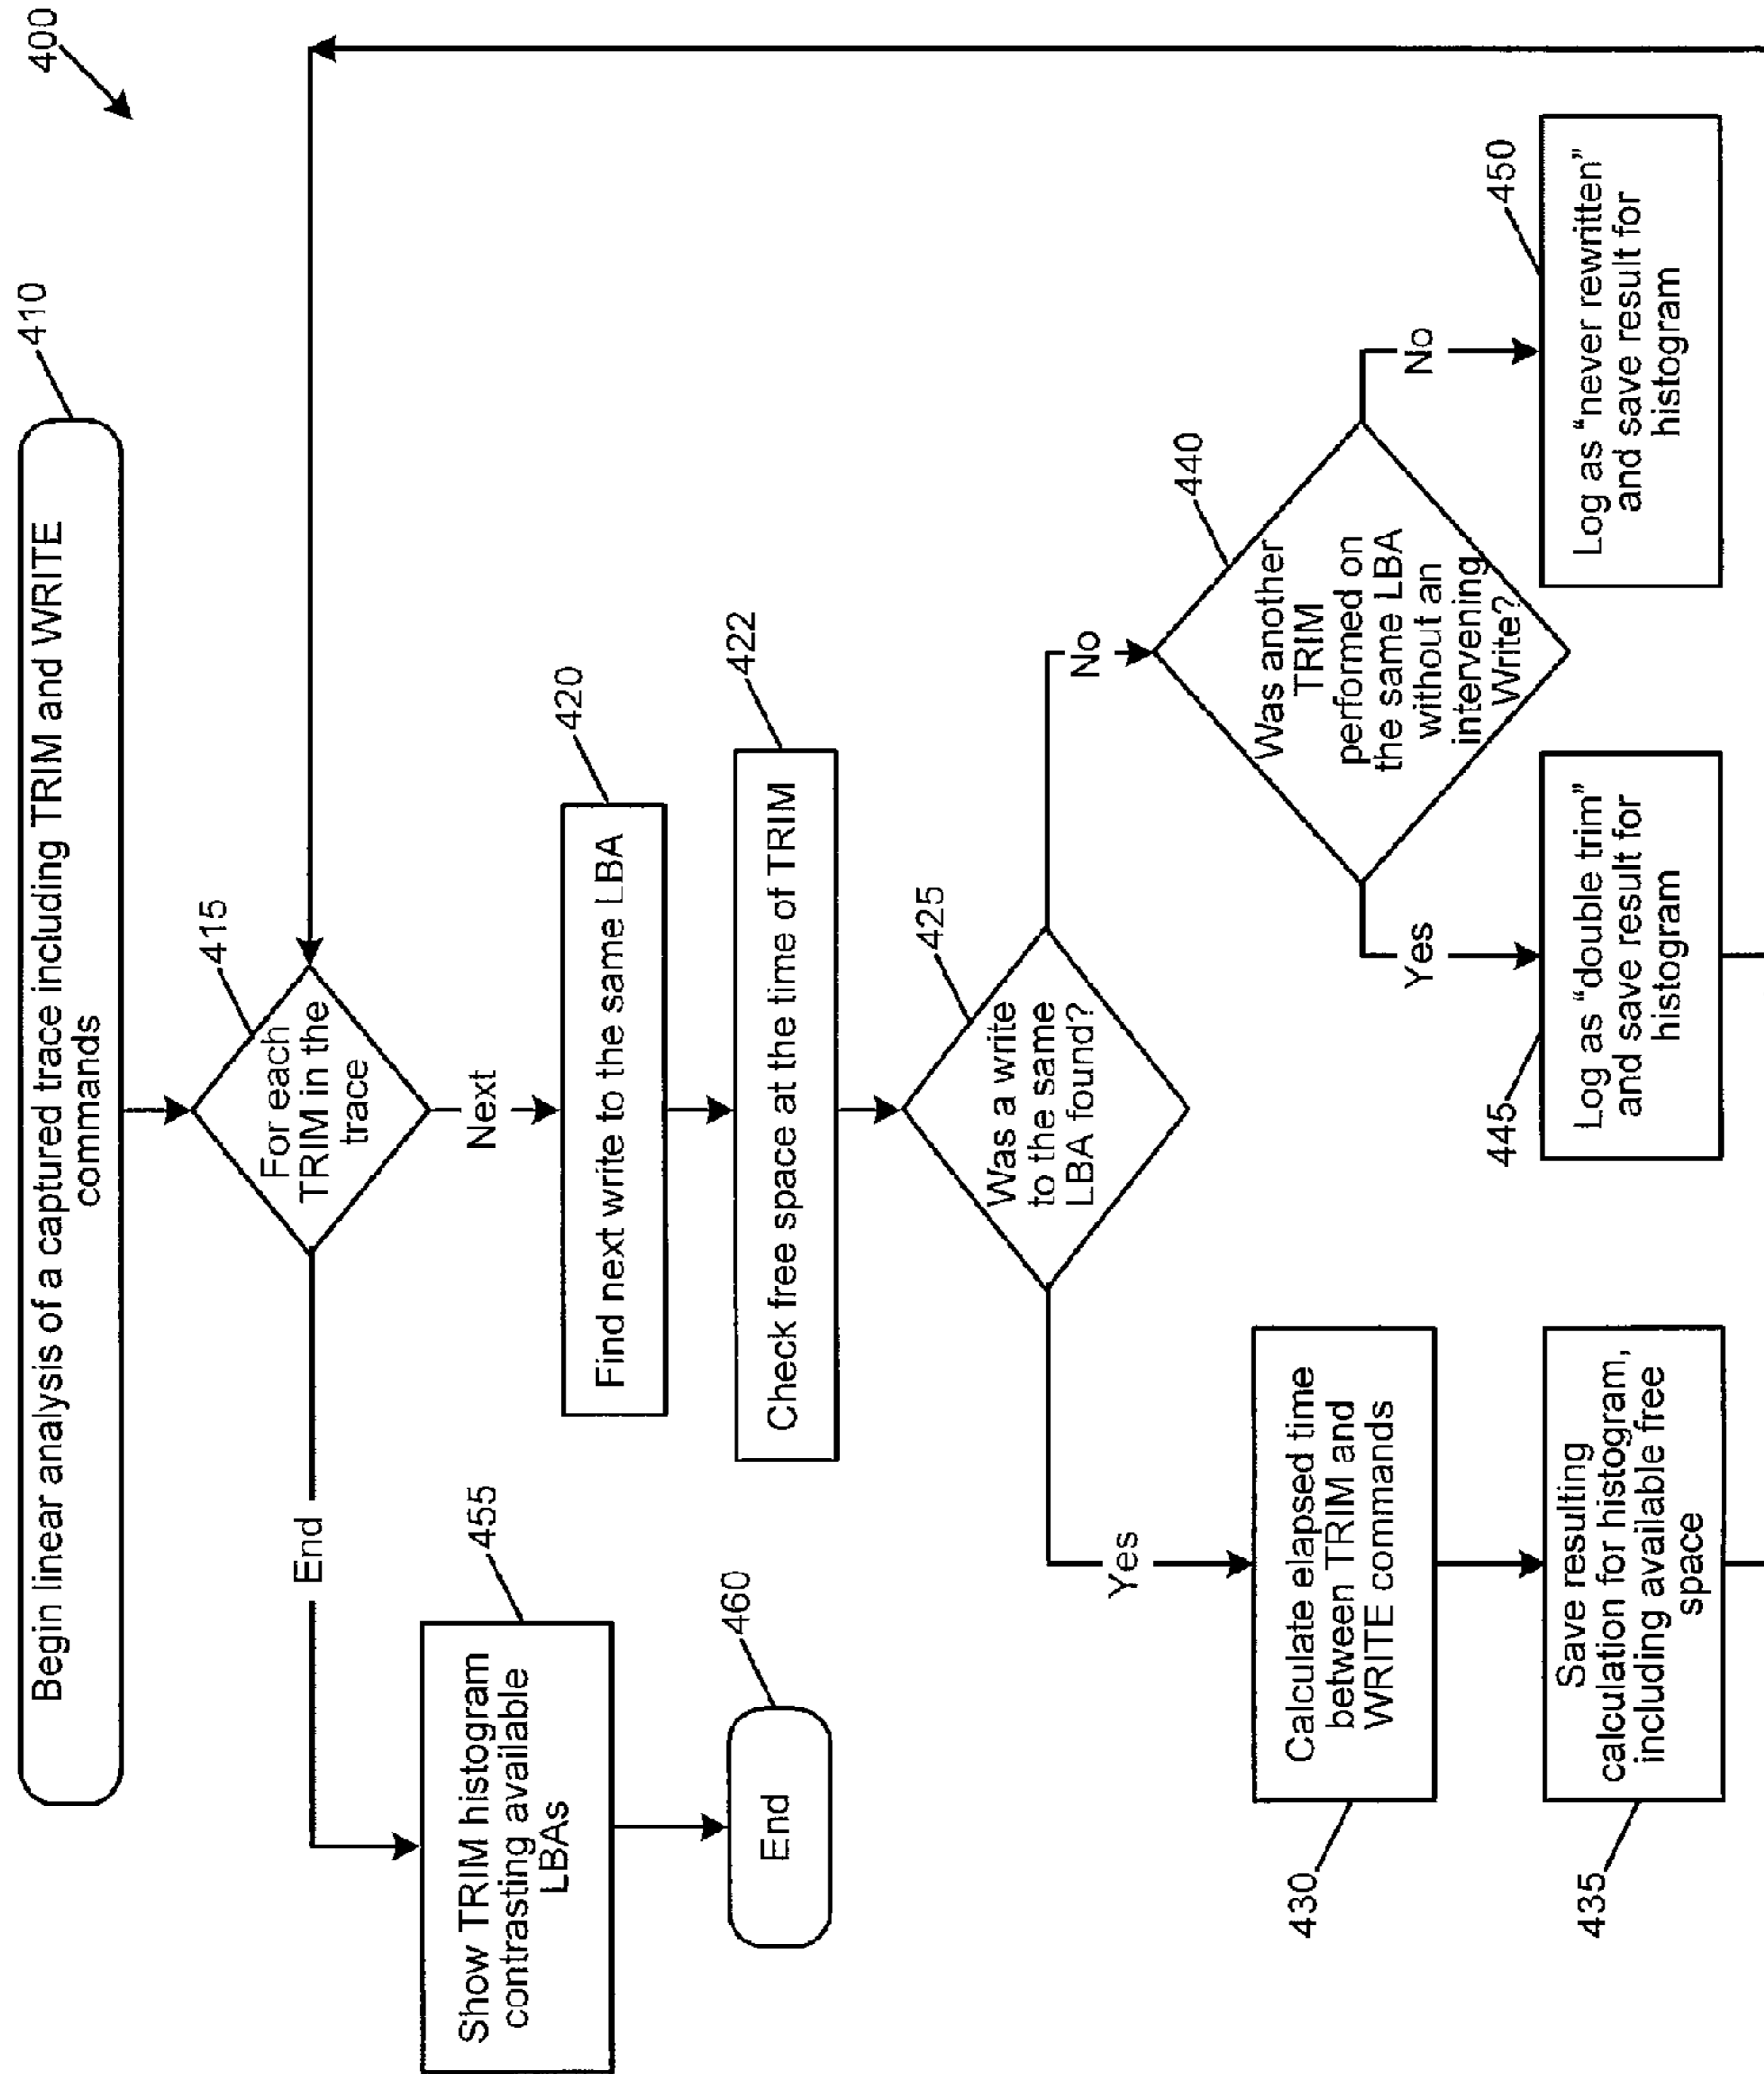 400
410
Begin linear analysis of a captured trace including TRIM and WRITE
commands
415
For each
TRIM in the
trace
End
Next
455
Show TRIM histogram
contrasting available
LBAs
460
End
420
Find next write to the same LBA
422
Check free space at the time of TRIM
425
Was a write
to the same
LBA found?
Yes
No
430
Calculate elapsed time
between TRIM and
WRITE commands
435
Save resulting
calculation for histogram,
including available free
space
440
Was another
TRIM
performed on
the same LBA
without an
intervening
Write?
Yes
No
445
Log as "double trim"
and save result for
histogram
450
Log as "never rewritten"
and save result for
histogram